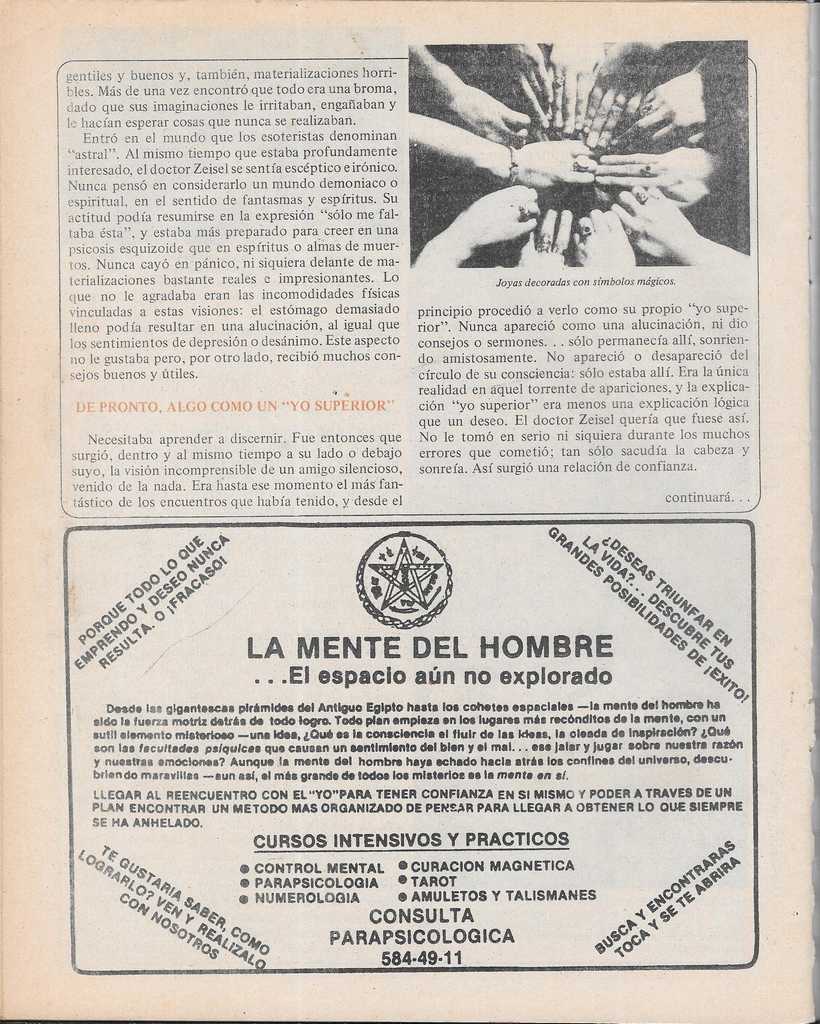 gentiles y buenos y, también, materializaciones horri-
bles. Más de una vez encontró que todo era una broma,
dado que sus imaginaciones le irritaban, engañaban y
le hacían esperar cosas que nunca se realizaban.
Entró en el mundo que los esoteristas denominan
“astral”. Al mismo tiempo que estaba profundamente
interesado, el doctor Zeisel se sentía escéptico e irónico.
Nunca pensó en considerarlo un mundo demoniaco o
espiritual, en el sentido de fantasmas y espíritus. Su
actitud podía resumirse en la expresión “sólo me fal-
taba ésta”, y estaba más preparado para creer en una
psicosis esquizoide que en espíritus o almas de muer-
tos. Nunca cayó en pánico, ni siquiera delante de ma-
terializaciones bastante reales e impresionantes. Lo
que no le agradaba eran las incomodidades físicas
vinculadas a estas visiones: el estómago demasiado
lleno podía resultar en una alucinación, al igual que
los sentimientos de depresión o desánimo. Este aspecto
no le gustaba pero, por otro lado, recibió muchos con-
sejos buenos y útiles.
DE PRONTO, ALGO COMO UN “YO SUPERIOR”
Necesitaba aprender a discernir. Fue entonces que
surgió, dentro y al mismo tiempo a su lado o debajo
suyo, la visión incomprensible de un amigo silencioso,
venido de la nada. Era hasta ese momento el más fan-
tástico de los encuentros que había tenido, y desde el
Joyas decoradas con símbolos mágicos.
principio procedió a verlo como su propio “yo supe-
rior”. Nunca apareció como una alucinación, ni dio
consejos o sermones. . . sólo permanecía allí, sonrien-
do amistosamente. No apareció o desapareció del
círculo de su consciencia: sólo estaba allí. Era la única
realidad en aquel torrente de apariciones, y la explica-
ción “yo superior” era menos una explicación lógica
que un deseo. El doctor Zeisel quería que fuese así.
No le tomó en serio ni siquiera durante los muchos
errores que cometió; tan sólo sacudía la cabeza y
sonreía. Así surgió una relación de confianza.
continuará. . .
PORQUE TODO LO QUE
EMPRENDO Y DESEO NUNCA
RESULTA. O ¡FRACASO!
¿DESEAS TRIUNFAR EN
LA VIDA?... DESCUBRE TUS
GRANDES POSIBILIDADES DE ¡EXITO!
LA MENTE DEL HOMBRE
. . .El espacio aún no explorado
Desde las gigantescas pirámides del Antiguo Egipto hasta los cohetes espaciales —la mente del hombre ha
sido la fuerza motriz detrás de todo logro. Todo plan empieza en los lugares más recónditos de la mente, con un
sutil elemento misterioso —una idea, ¿Qué es la consciencia el fluir de las ideas, la oleada de inspiración? ¿Qué
son las facultades psíquicas que causan un sentimiento del bien y el mal. . . ese jalar y jugar sobre nuestra razón
y nuestras emociones? Aunque la mente del hombre haya echado hacia atrás los confines del universo, descu-
briendo maravillas —aun así, el más grande de todos los misterios es la mente en sí.
LLEGAR AL REENCUENTRO CON EL "YO" PARA TENER CONFIANZA EN SI MISMO Y PODER A TRAVES DE UN
PLAN ENCONTRAR UN METODO MAS ORGANIZADO DE PENSAR PARA LLEGAR A OBTENER LO QUE SIEMPRE
SE HA ANHELADO.
CURSOS INTENSIVOS Y PRACTICOS
● CONTROL MENTAL ● CURACION MAGNETICA
● PARAPSICOLOGIA ● TAROT
● NUMEROLOGIA ● AMULETOS Y TALISMANES
CONSULTA
PARAPSICOLOGICA
584-49-11
TE GUSTARIA SABER, COMO
LOGRARLO? VEN Y REALIZALO
CON NOSOTROS
BUSCA Y ENCONTRARAS
TOCA Y SE TE ABRIRA